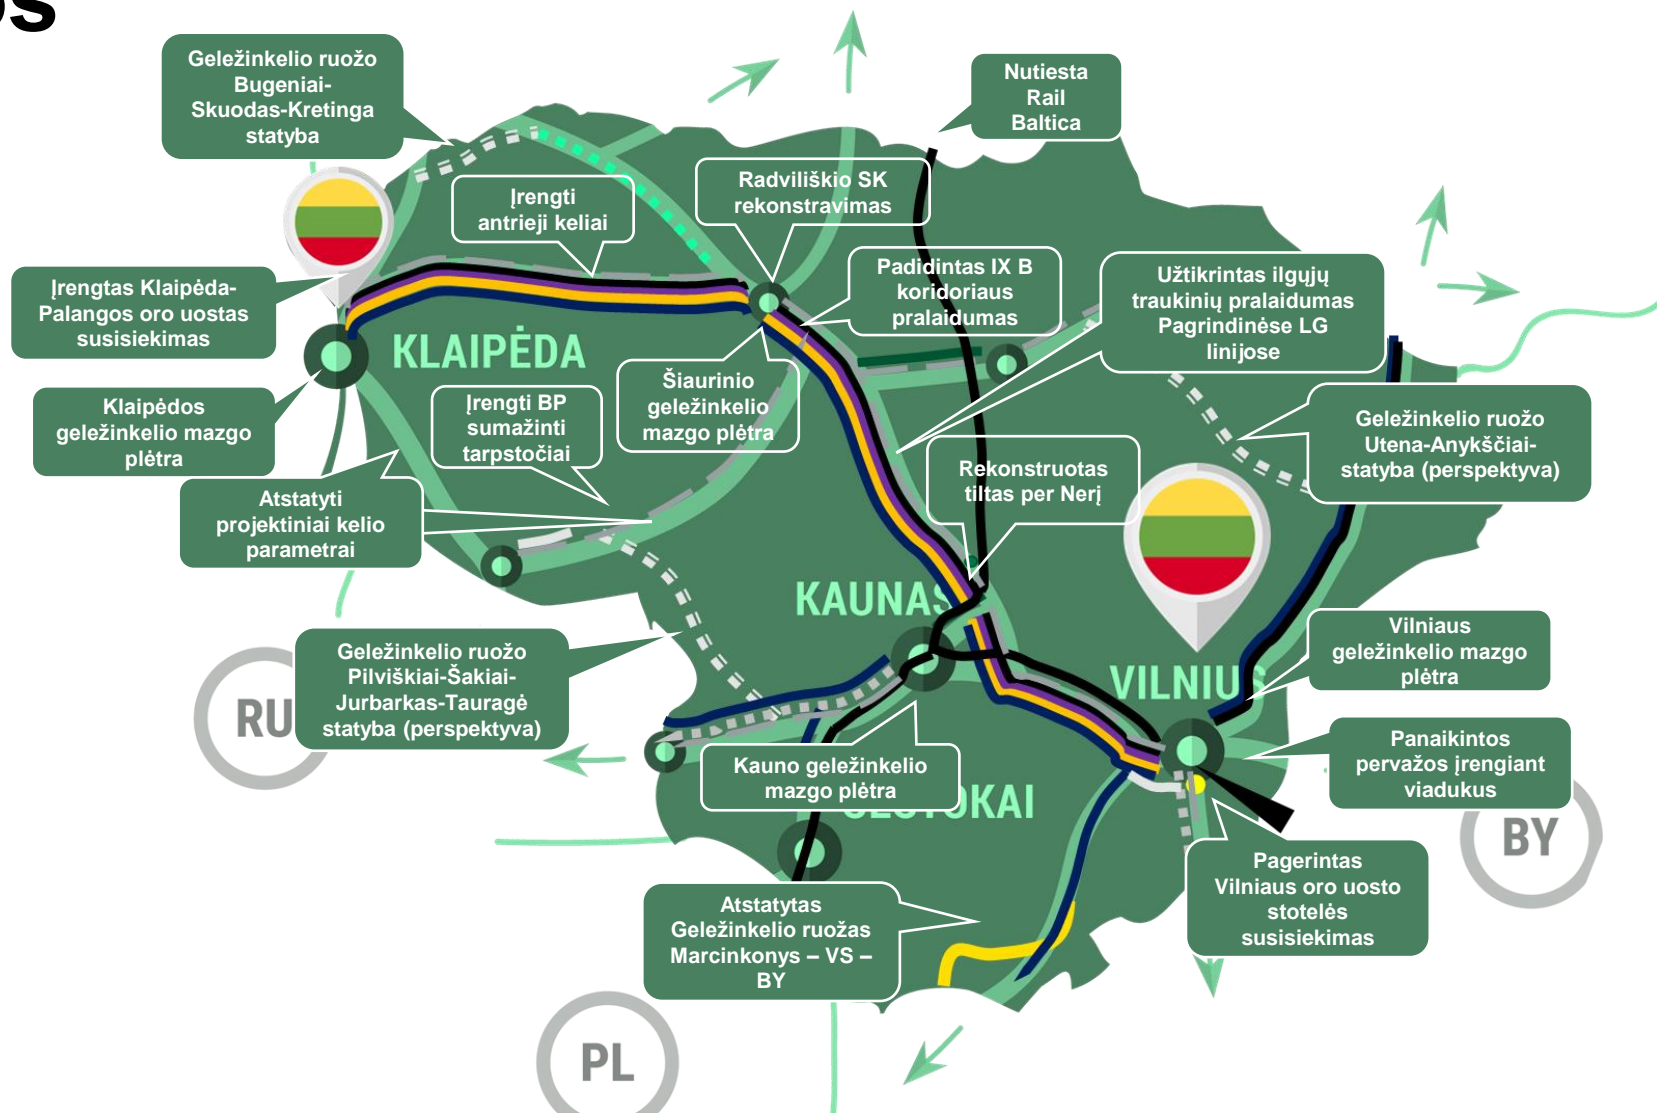 Geležinkelio ruožo
Bugeniai-
Skuodas-Kretinga
statyba
Nutiesta
Rail
Baltica
Įrengti
antrieji keliai
Radviliškio SK
rekonstravimas
Įrengtas Klaipėda-
Palangos oro uostas
susisiekimas
Padidintas IX B
koridoriaus
pralaidumas
Užtikrintas ilgųjų
traukinių pralaidumas
Pagrindinėse LG
linijose
KLAIPĖDA
Klaipėdos
geležinkelio mazgo
plėtra
Įrengti BP
sumažinti
tarpstočiai
Šiaurinio
geležinkelio
mazgo plėtra
Geležinkelio ruožo
Utena-Anykščiai-
statyba (perspektyva)
Rekonstruotas
tiltas per Nerį
Atstatyti
projektiniai kelio
parametrai
KAUNAS
Geležinkelio ruožo
Pilviškiai-Šakiai-
Jurbarkas-Tauragė
statyba (perspektyva)
RU
VILNIUS
Vilniaus
geležinkelio mazgo
plėtra
Kauno geležinkelio
mazgo plėtra
Panaikintos
pervažos įrengiant
viadukus
BY
Pagerintas
Vilniaus oro uosto
stotelės
susisiekimas
Atstatytas
Geležinkelio ruožas
Marcinkonys – VS –
BY
PL